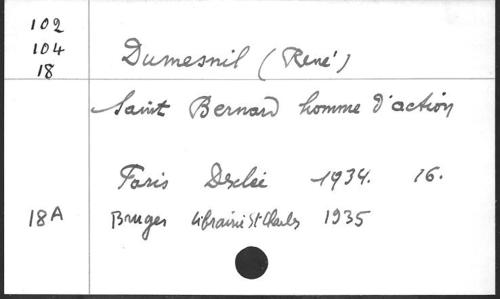 102
104
18
Dumesnil (René)
Saint Bernard homme d'action
Paris Desclée 1934. 16.
18A Bruges librairie St Charles 1935